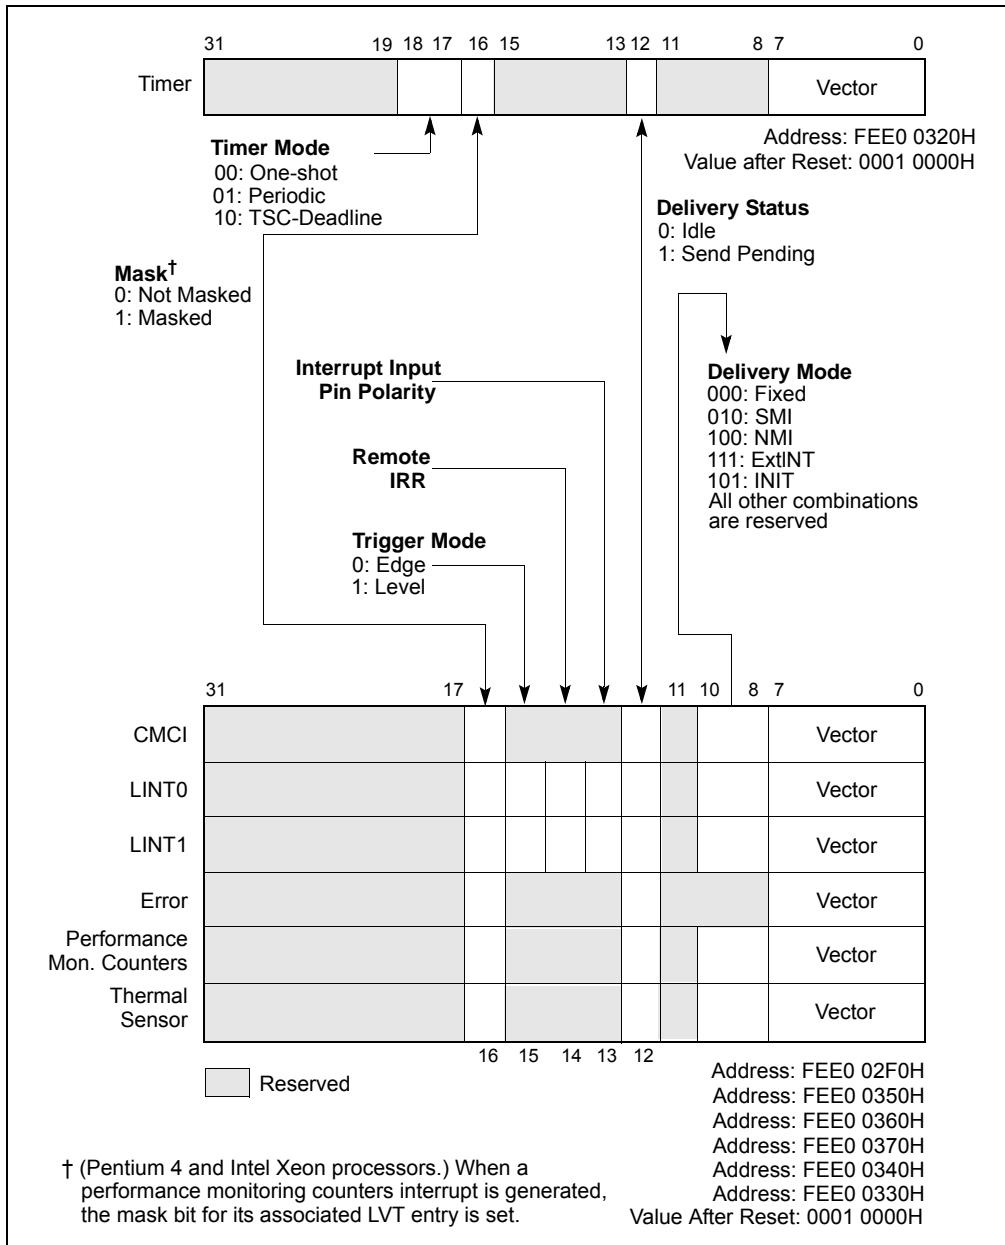 31 19 18 17 16 15 13 12 11 8 7 0
Timer Vector
Address: FEE0 0320H
Value after Reset: 0001 0000H
Timer Mode
00: One-shot
01: Periodic
10: TSC-Deadline
Delivery Status
0: Idle
1: Send Pending
Mask†
0: Not Masked
1: Masked
Interrupt Input
Pin Polarity
Delivery Mode
000: Fixed
010: SMI
100: NMI
111: ExtlNT
101: INIT
All other combinations
are reserved
Remote
IRR
Trigger Mode
0: Edge
1: Level
31 17 11 10 8 7 0
CMCI Vector
LINT0 Vector
LINT1 Vector
Error Vector
Performance
Mon. Counters Vector
Thermal
Sensor Vector
16 15 14 13 12
Reserved
Address: FEE0 02F0H
Address: FEE0 0350H
Address: FEE0 0360H
Address: FEE0 0370H
Address: FEE0 0340H
Address: FEE0 0330H
Value After Reset: 0001 0000H
† (Pentium 4 and Intel Xeon processors.) When a
performance monitoring counters interrupt is generated,
the mask bit for its associated LVT entry is set.